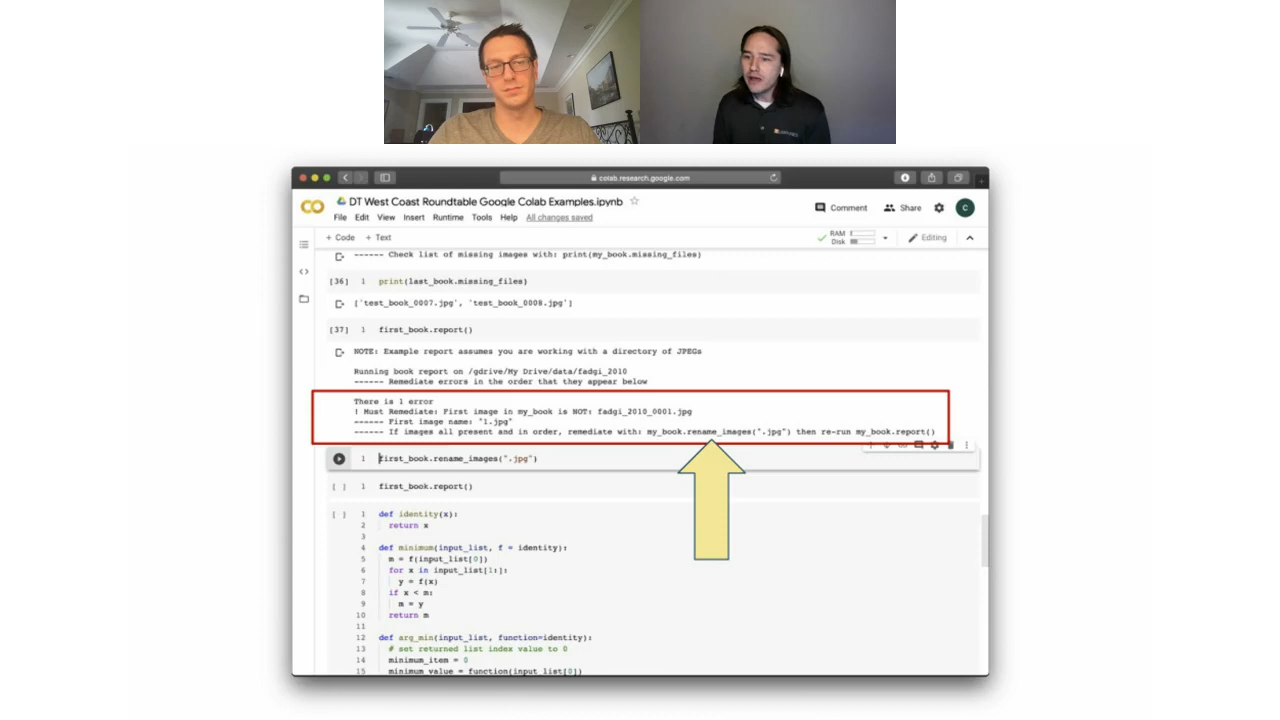 colab.research.google.com
DT West Coast Roundtable Google Colab Examples.ipynb
File Edit View Insert Runtime Tools Help All changes saved
Comment Share C
+ Code + Text
RAM
Disk
Editing
------ Check list of missing images with: print(my_book.missing_files)
[36] 1 print(last_book.missing_files)
['test_book_0007.jpg', 'test_book_0008.jpg']
[37] 1 first_book.report()
NOTE: Example report assumes you are working with a directory of JPEGs
Running book report on /gdrive/My Drive/data/fadgi_2010
------ Remediate errors in the order that they appear below
There is 1 error
! Must Remediate: First image in my_book is NOT: fadgi_2010_0001.jpg
------ First image name: "1.jpg"
------ If images all present and in order, remediate with: my_book.rename_images(".jpg") then re-run my_book.report()
1 first_book.rename_images(".jpg")
[ ] 1 first_book.report()
[ ] 1 def identity(x):
2 return x
3
4 def minimum(input_list, f = identity):
5 m = f(input_list[0])
6 for x in input_list[1:]:
7 y = f(x)
8 if x < m:
9 m = y
10 return m
11
12 def arg_min(input_list, function=identity):
13 # set returned list index value to 0
14 minimum_item = 0
15 minimum_value = function(input_list[0])